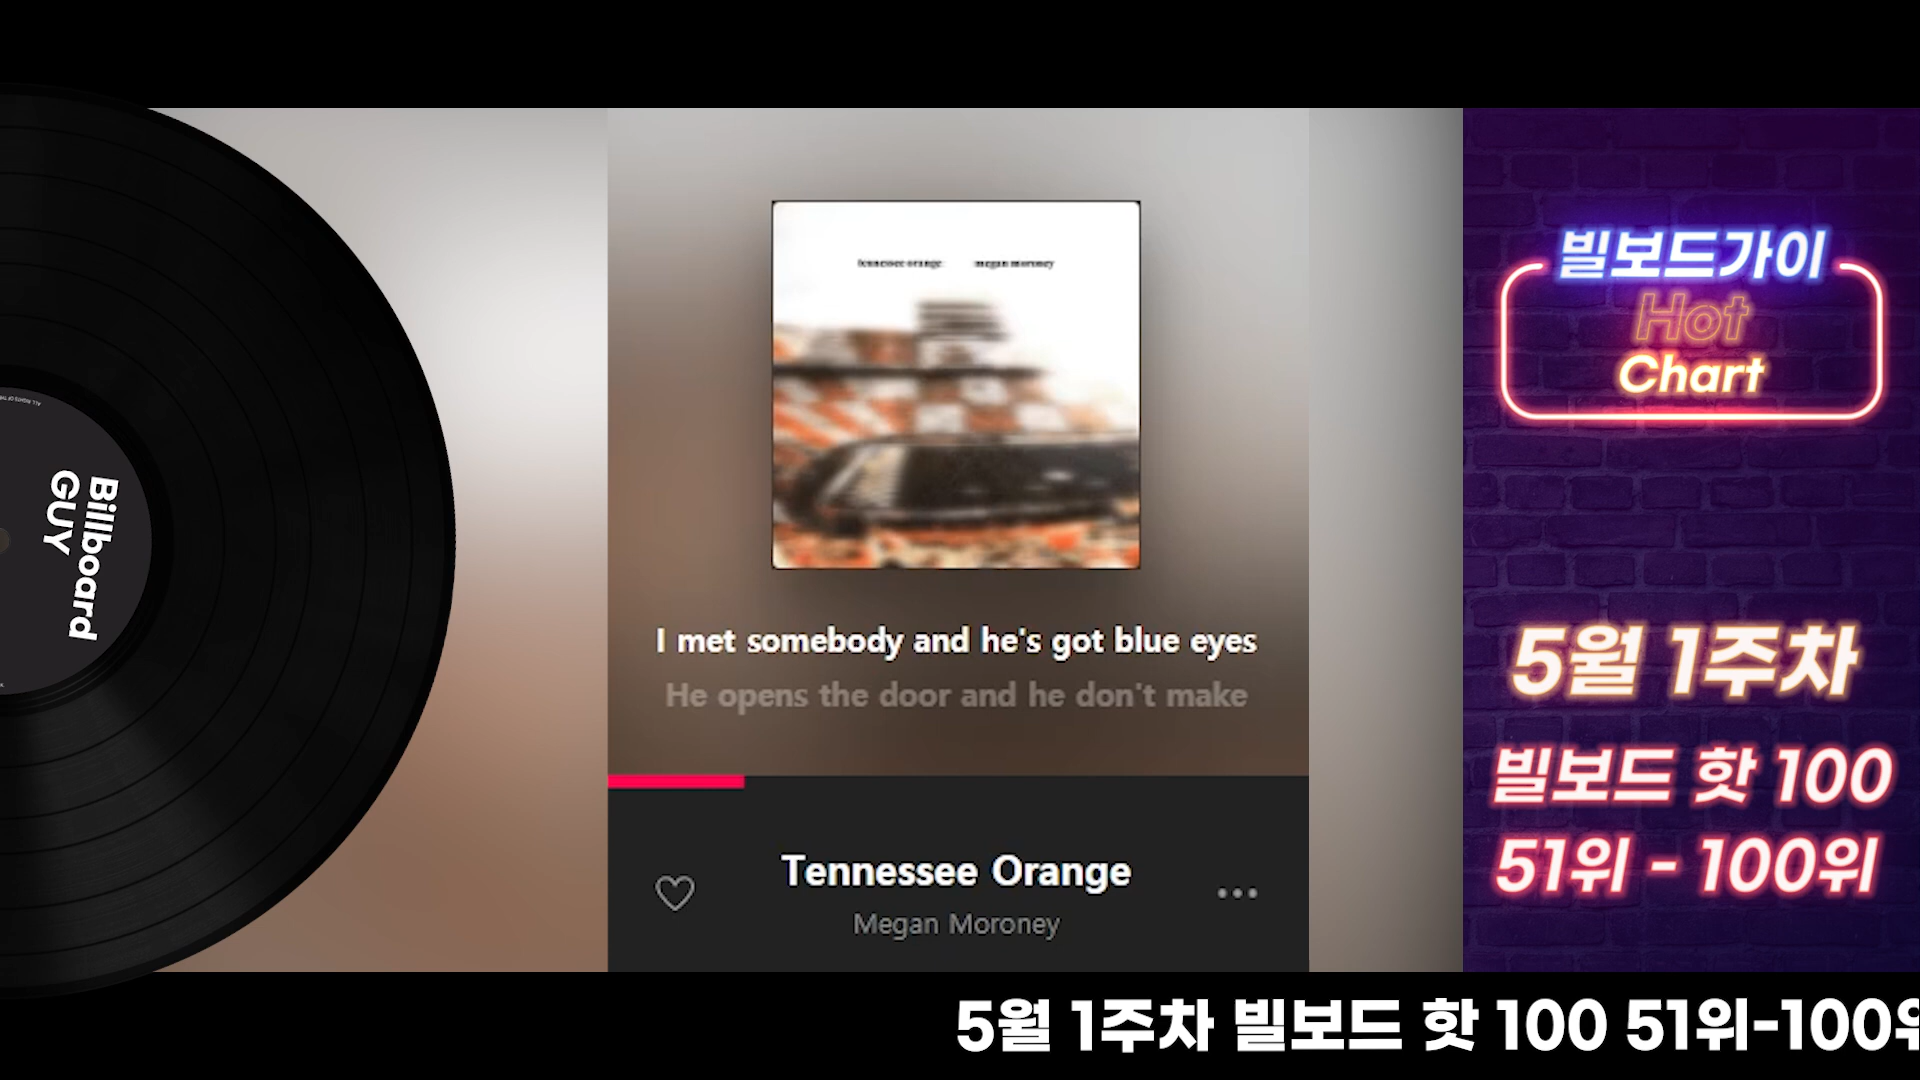 Billboard
GUY
tennessee orange megan moroney
I met somebody and he's got blue eyes
He opens the door and he don't make
Tennessee Orange
Megan Moroney
빌보드가이
Hot
Chart
5월 1주차
빌보드 핫 100
51위 - 100위
5월 1주차 빌보드 핫 100 51위-100위